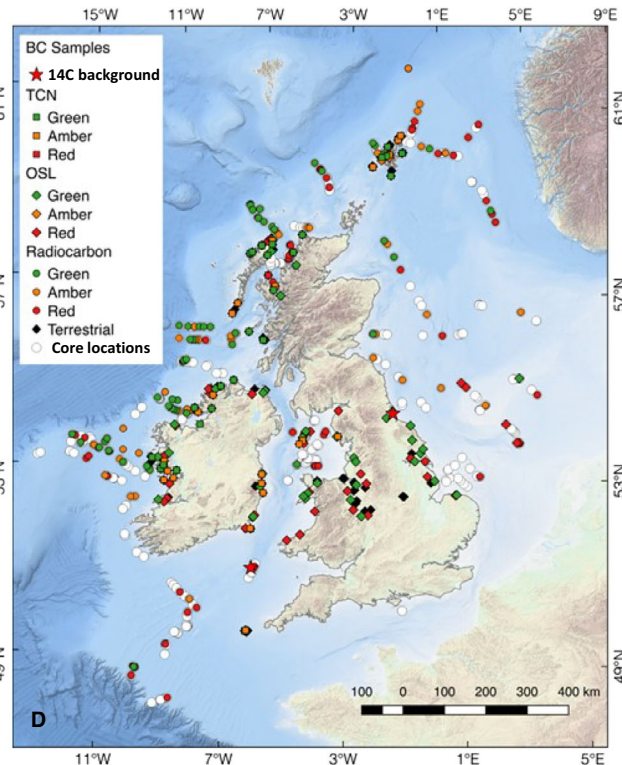 15°W 11°W 7°W 3°W 1°E 5°E 9°E
BC Samples
14C background
TCN
Green
Amber
Red
OSL
Green
Amber
Red
Radiocarbon
Green
Amber
Red
Terrestrial
Core locations
61°N
57°N
53°N
53°N
49°N
49°N
100 0 100 200 300 400 km
D
11°W 7°W 3°W 1°E 5°E